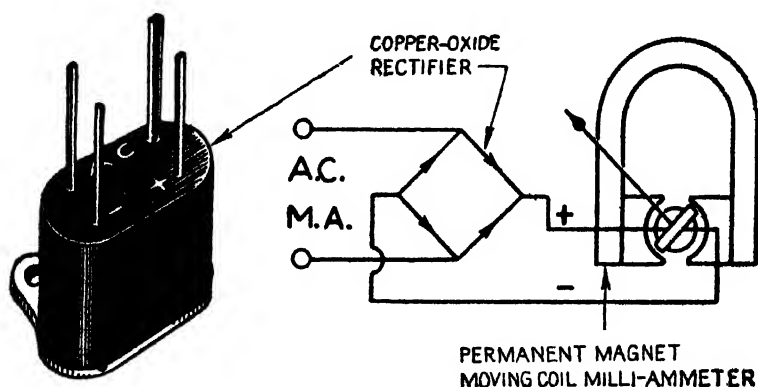 COPPER-OXIDE
RECTIFIER
A C
- +
A.C.
M.A.
+
-
PERMANENT MAGNET
MOVING COIL MILLI-AMMETER